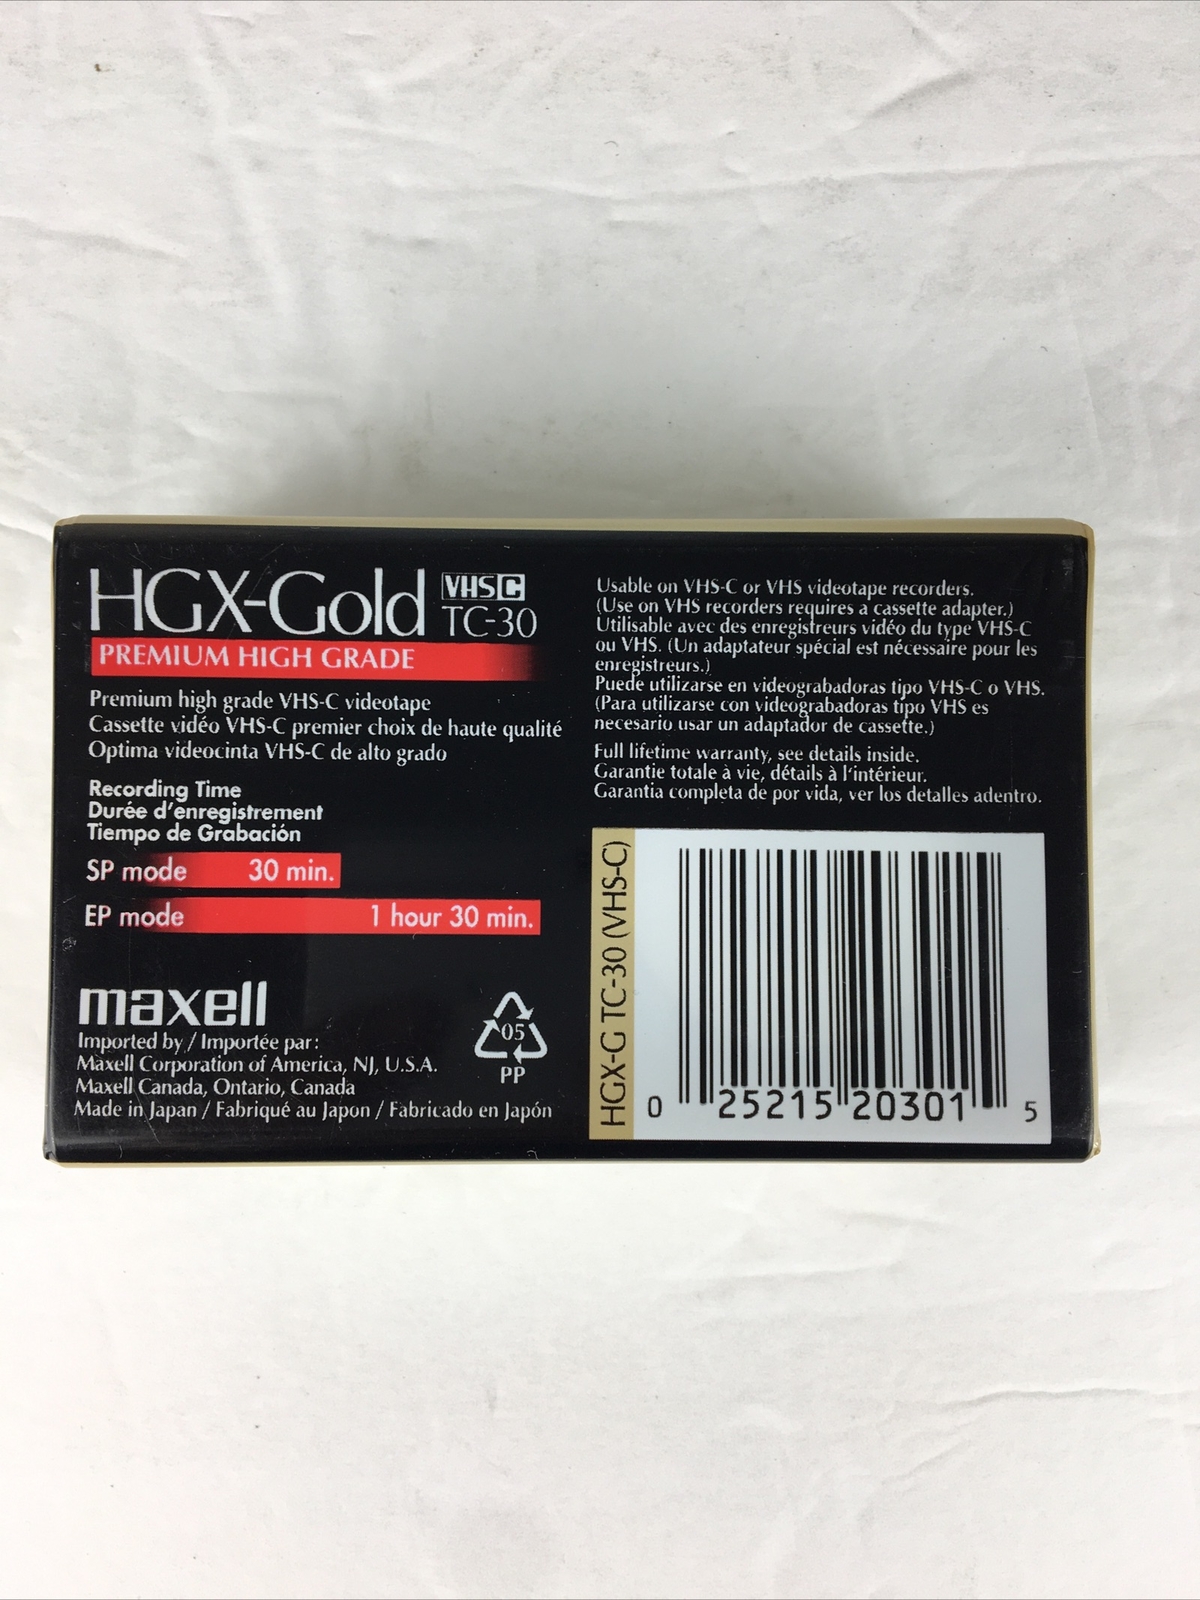 HGX-Gold VHS C
TC-30
PREMIUM HIGH GRADE
Premium high grade VHS-C videotape
Cassette vidéo VHS-C premier choix de haute qualité
Optima videocinta VHS-C de alto grado
Recording Time
Durée d'enregistrement
Tiempo de Grabación
SP mode 30 min.
EP mode 1 hour 30 min.
maxell
Imported by / Importée par:
Maxell Corporation of America, NJ, U.S.A.
Maxell Canada, Ontario, Canada
Made in Japan / Fabriqué au Japon / Fabricado en Japón
05
PP
Usable on VHS-C or VHS videotape recorders.
(Use on VHS recorders requires a cassette adapter.)
Utilisable avec des enregistreurs vidéo du type VHS-C
ou VHS. (Un adaptateur spécial est nécessaire pour les
enregistreurs.)
Puede utilizarse en videograbadoras tipo VHS-C o VHS.
(Para utilizarse con videograbadoras tipo VHS es
necesario usar un adaptador de cassette.)
Full lifetime warranty, see details inside.
Garantie totale à vie, détails à l'intérieur.
Garantia completa de por vida, ver los detalles adentro.
HGX-G TC-30 (VHS-C)
0 25215 20301 5